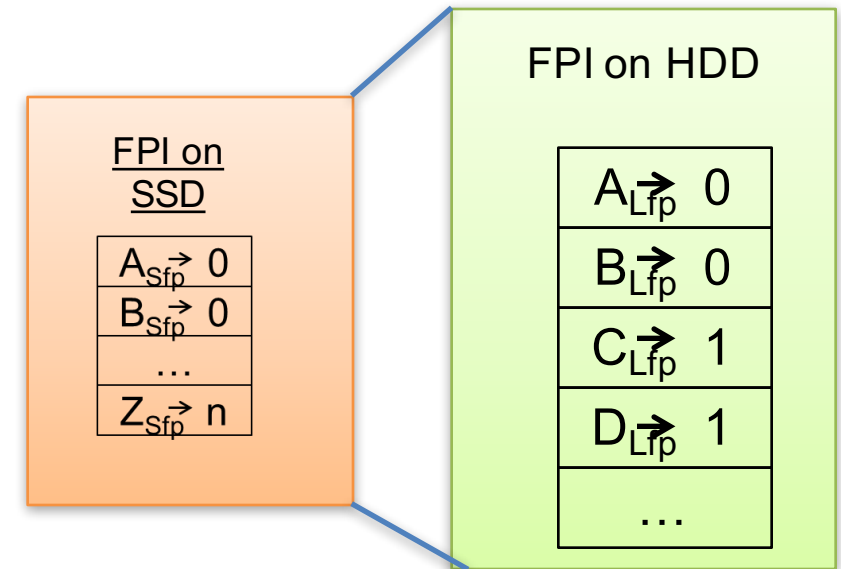 FPI on
SSD
A_Sfp → 0
B_Sfp → 0
…
Z_Sfp → n
FPI on HDD
A_Lfp → 0
B_Lfp → 0
C_Lfp → 1
D_Lfp → 1
…